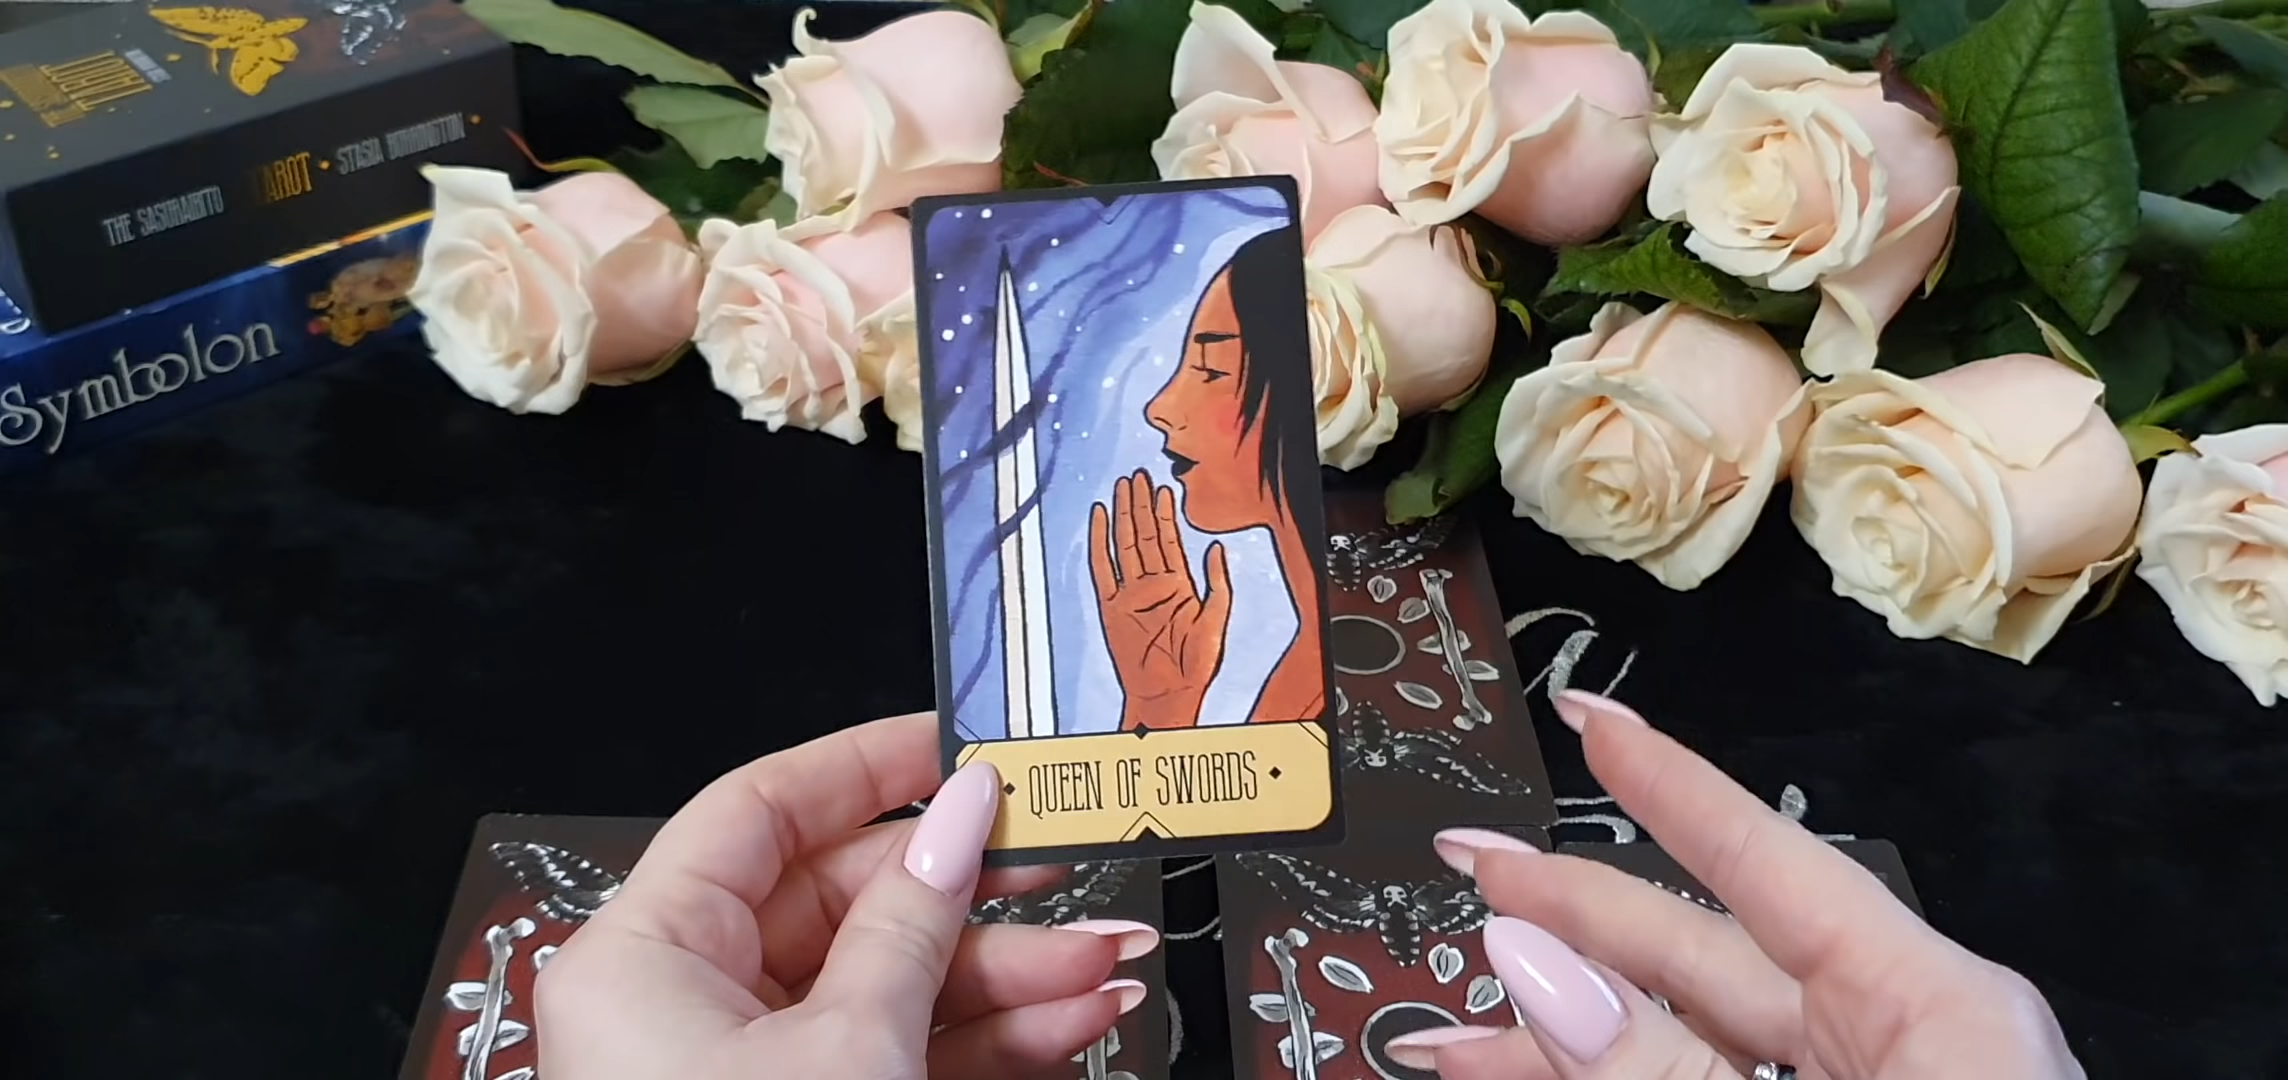 TAROT
THE SASURAIBITO TAROT • STASIA BURRINGTON •
Symbolon
• QUEEN OF SWORDS •